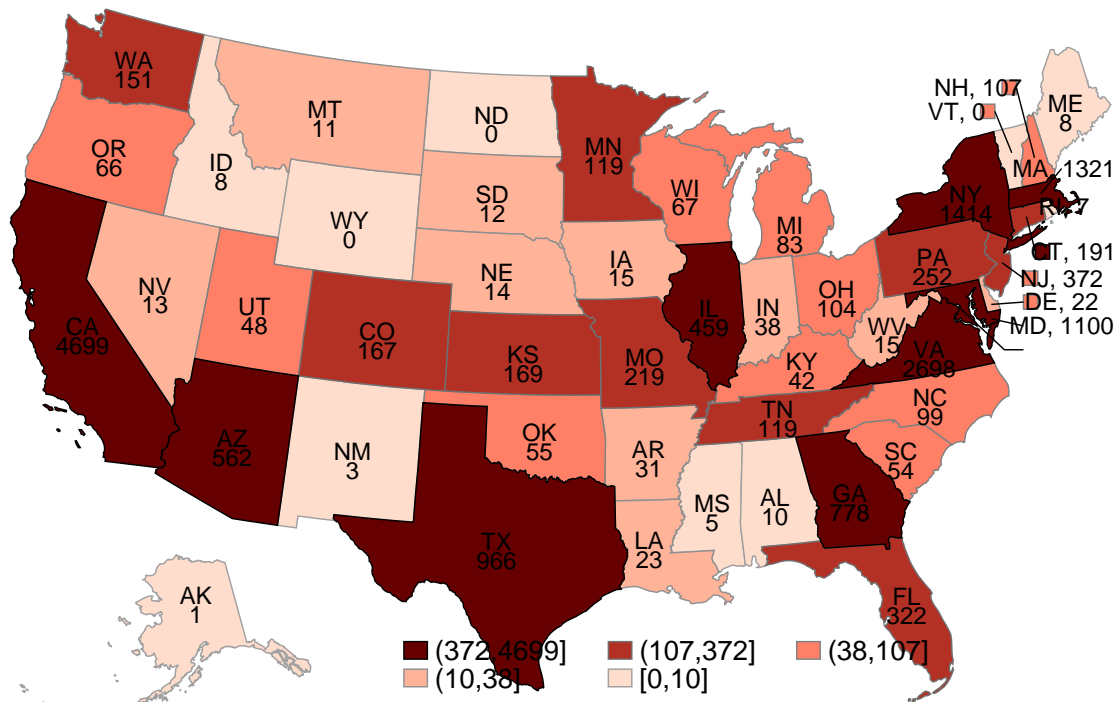 WA
151
MT
11
ND
0
MN
119
NH, 107
VT, 0
ME
8
OR
66
ID
8
SD
12
WI
67
MI
83
MA
1321
NY
1414
RI, 7
WY
0
CT, 191
NV
13
UT
48
CO
167
NE
14
IA
15
IL
459
IN
38
OH
104
PA
252
NJ, 372
DE, 22
MD, 1100
CA
4699
KS
169
MO
219
KY
42
WV
15
VA
2698
AZ
562
NM
3
OK
55
AR
31
TN
119
NC
99
SC
54
TX
966
LA
23
MS
5
AL
10
GA
778
FL
322
AK
1
(372,4699]
(107,372]
(38,107]
(10,38]
[0,10]